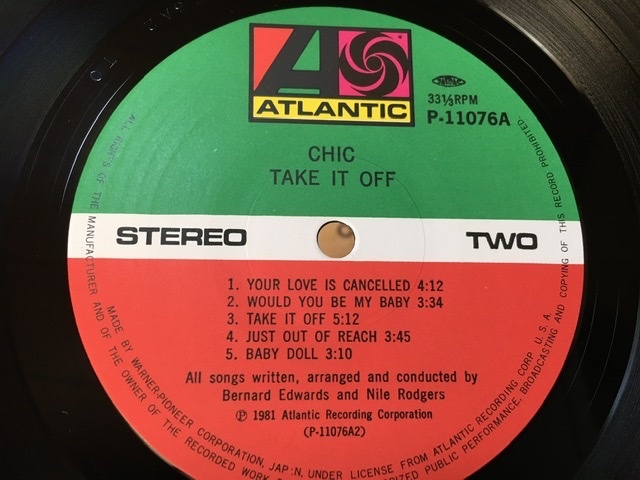 ATLANTIC
33⅓RPM
P-11076A
CHIC
TAKE IT OFF
STEREO
TWO
1. YOUR LOVE IS CANCELLED 4:12
2. WOULD YOU BE MY BABY 3:34
3. TAKE IT OFF 5:12
4. JUST OUT OF REACH 3:45
5. BABY DOLL 3:10
All songs written, arranged and conducted by
Bernard Edwards and Nile Rodgers
℗ 1981 Atlantic Recording Corporation
(P-11076A2)
ALL RIGHTS OF THE MANUFACTURER AND OF THE OWNER OF THE RECORDED WORK
PUBLIC PERFORMANCE, BROADCASTING AND COPYING OF THIS RECORD PROHIBITED.
MADE BY WARNER-PIONEER CORPORATION, JAP:N, UNDER LICENSE FROM ATLANTIC RECORDING CORP. U.S.A.